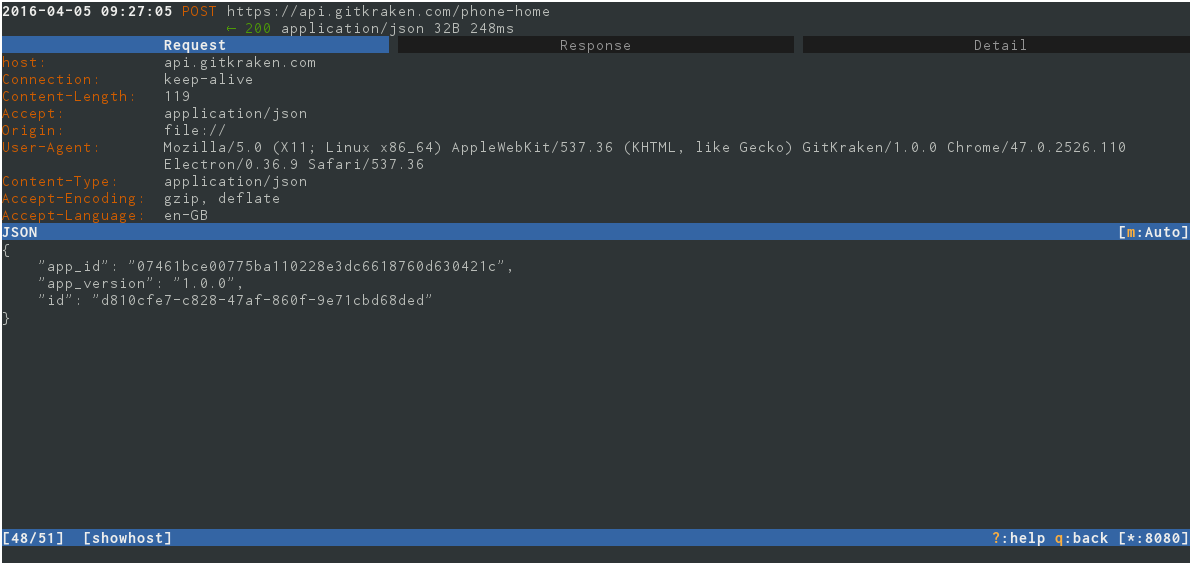 2016-04-05 09:27:05 POST https://api.gitkraken.com/phone-home
← 200 application/json 32B 248ms
Request Response Detail
host: api.gitkraken.com
Connection: keep-alive
Content-Length: 119
Accept: application/json
Origin: file://
User-Agent: Mozilla/5.0 (X11; Linux x86_64) AppleWebKit/537.36 (KHTML, like Gecko) GitKraken/1.0.0 Chrome/47.0.2526.110
Electron/0.36.9 Safari/537.36
Content-Type: application/json
Accept-Encoding: gzip, deflate
Accept-Language: en-GB
JSON [m:Auto]
{
"app_id": "07461bce00775ba110228e3dc6618760d630421c",
"app_version": "1.0.0",
"id": "d810cfe7-c828-47af-860f-9e71cbd68ded"
}
[48/51] [showhost] ?:help q:back [*:8080]